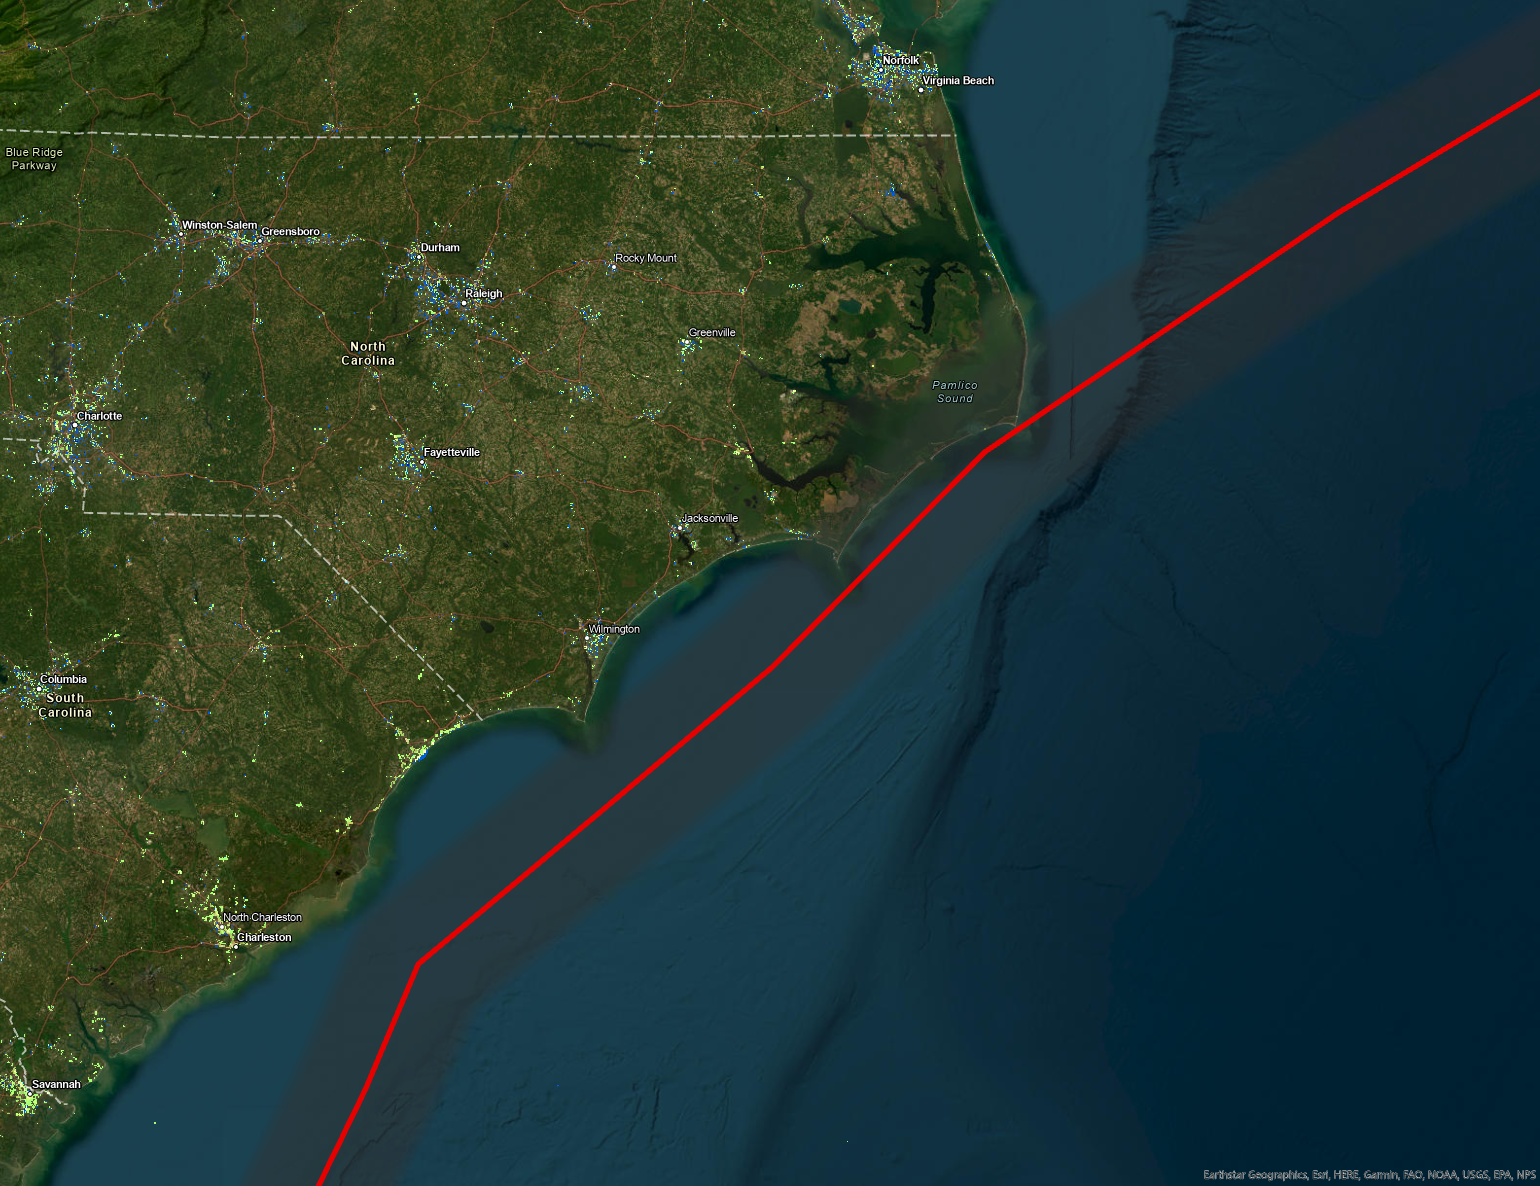 Norfolk
Virginia Beach
Blue Ridge
Parkway
Winston-Salem
Greensboro
Durham
Rocky Mount
Raleigh
Greenville
North
Carolina
Pamlico
Sound
Charlotte
Fayetteville
Jacksonville
Wilmington
Columbia
South
Carolina
North Charleston
Charleston
Savannah
Earthstar Geographics, Esri, HERE, Garmin, FAO, NOAA, USGS, EPA, NPS